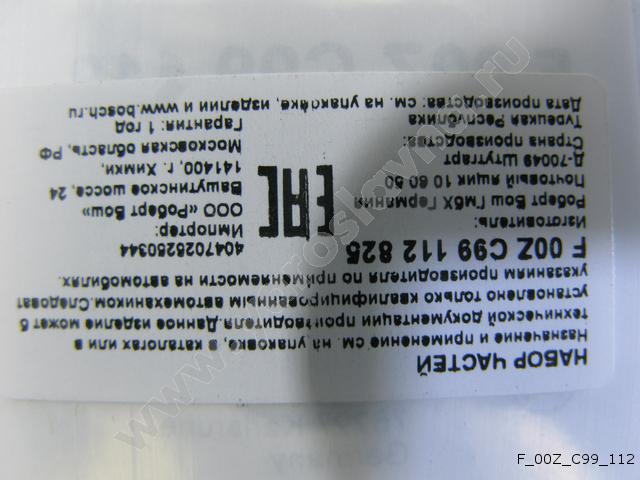 НАБОР ЧАСТЕЙ
Назначение и применение см. на упаковке, в каталогах или в
технической документации производителя.Данное изделие может б
установлено только квалифицированным автомехаником.Следоват
указаниям производителя по применяемости на автомобилях.
F 00Z C99 112 825
Изготовитель:
Роберт Бош ГмбХ Германия
Почтовый ящик 10 60 50
Д-70049 Штутгарт
Страна производства:
Турецкая Республика
Дата производства: см. на упаковке, изделии и www.bosch.ru
EAC
4047025250344
Импортер:
ООО «Роберт Бош»
Вашутинское шоссе, 24
141400, г. Химки,
Московская область, РФ
Гарантия: 1 год
Germany
F_00Z_C99_112